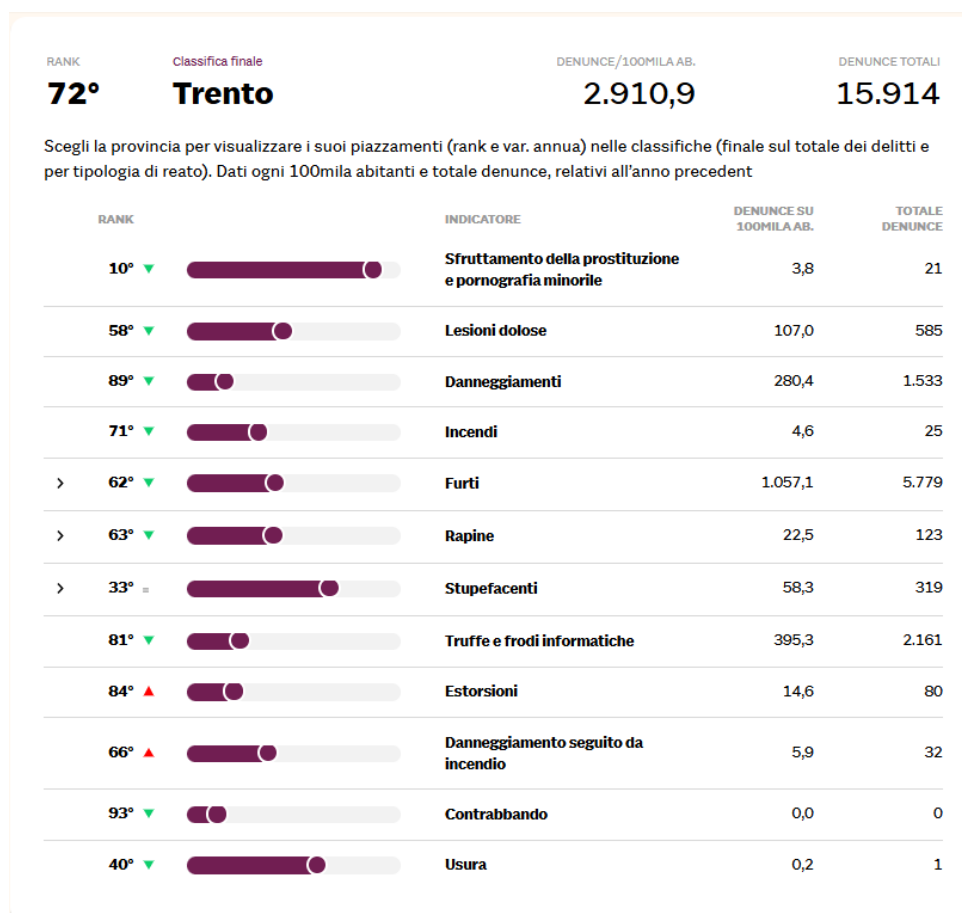 RANK Classifica finale DENUNCE/100MILA AB. DENUNCE TOTALI
72° Trento 2.910,9 15.914
Scegli la provincia per visualizzare i suoi piazzamenti (rank e var. annua) nelle classifiche (finale sul totale dei delitti e
per tipologia di reato). Dati ogni 100mila abitanti e totale denunce, relativi all'anno precedent
RANK INDICATORE DENUNCE SU 100MILA AB. TOTALE DENUNCE
10° Sfruttamento della prostituzione
e pornografia minorile 3,8 21
58° Lesioni dolose 107,0 585
89° Danneggiamenti 280,4 1.533
71° Incendi 4,6 25
62° Furti 1.057,1 5.779
63° Rapine 22,5 123
33° = Stupefacenti 58,3 319
81° Truffe e frodi informatiche 395,3 2.161
84° Estorsioni 14,6 80
66° Danneggiamento seguito da
incendio 5,9 32
93° Contrabbando 0,0 0
40° Usura 0,2 1